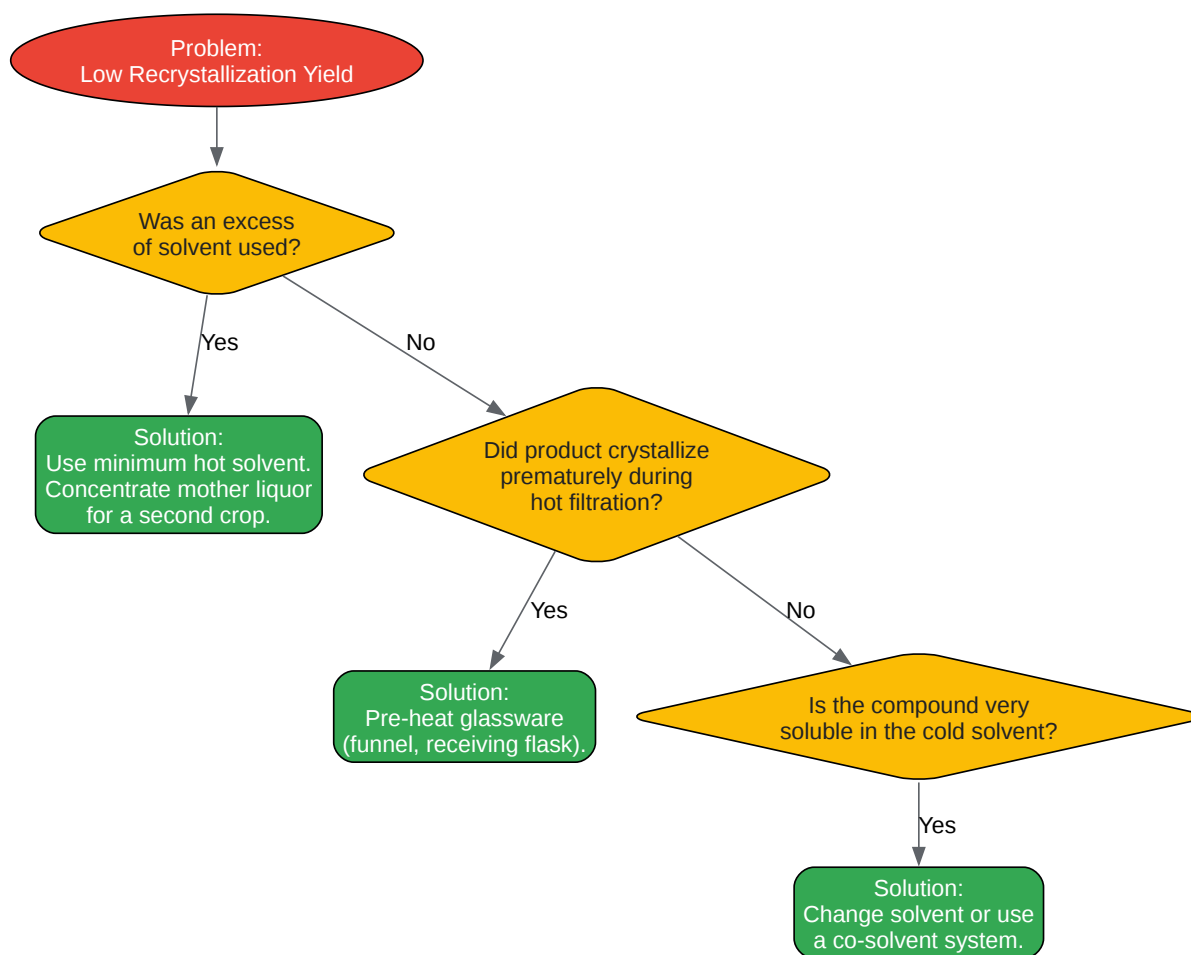 Problem:
Low Recrystallization Yield
Was an excess
of solvent used?
Yes
No
Solution:
Use minimum hot solvent.
Concentrate mother liquor
for a second crop.
Did product crystallize
prematurely during
hot filtration?
Yes
No
Solution:
Pre-heat glassware
(funnel, receiving flask).
Is the compound very
soluble in the cold solvent?
Yes
Solution:
Change solvent or use
a co-solvent system.